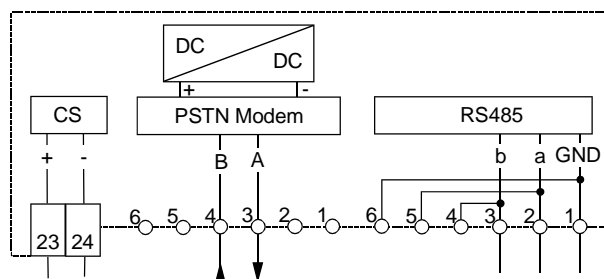 DC
DC
+ -
CS PSTN Modem RS485
+ - B A b a GND
6 5 4 3 2 1 6 5 4 3 2 1
23 24